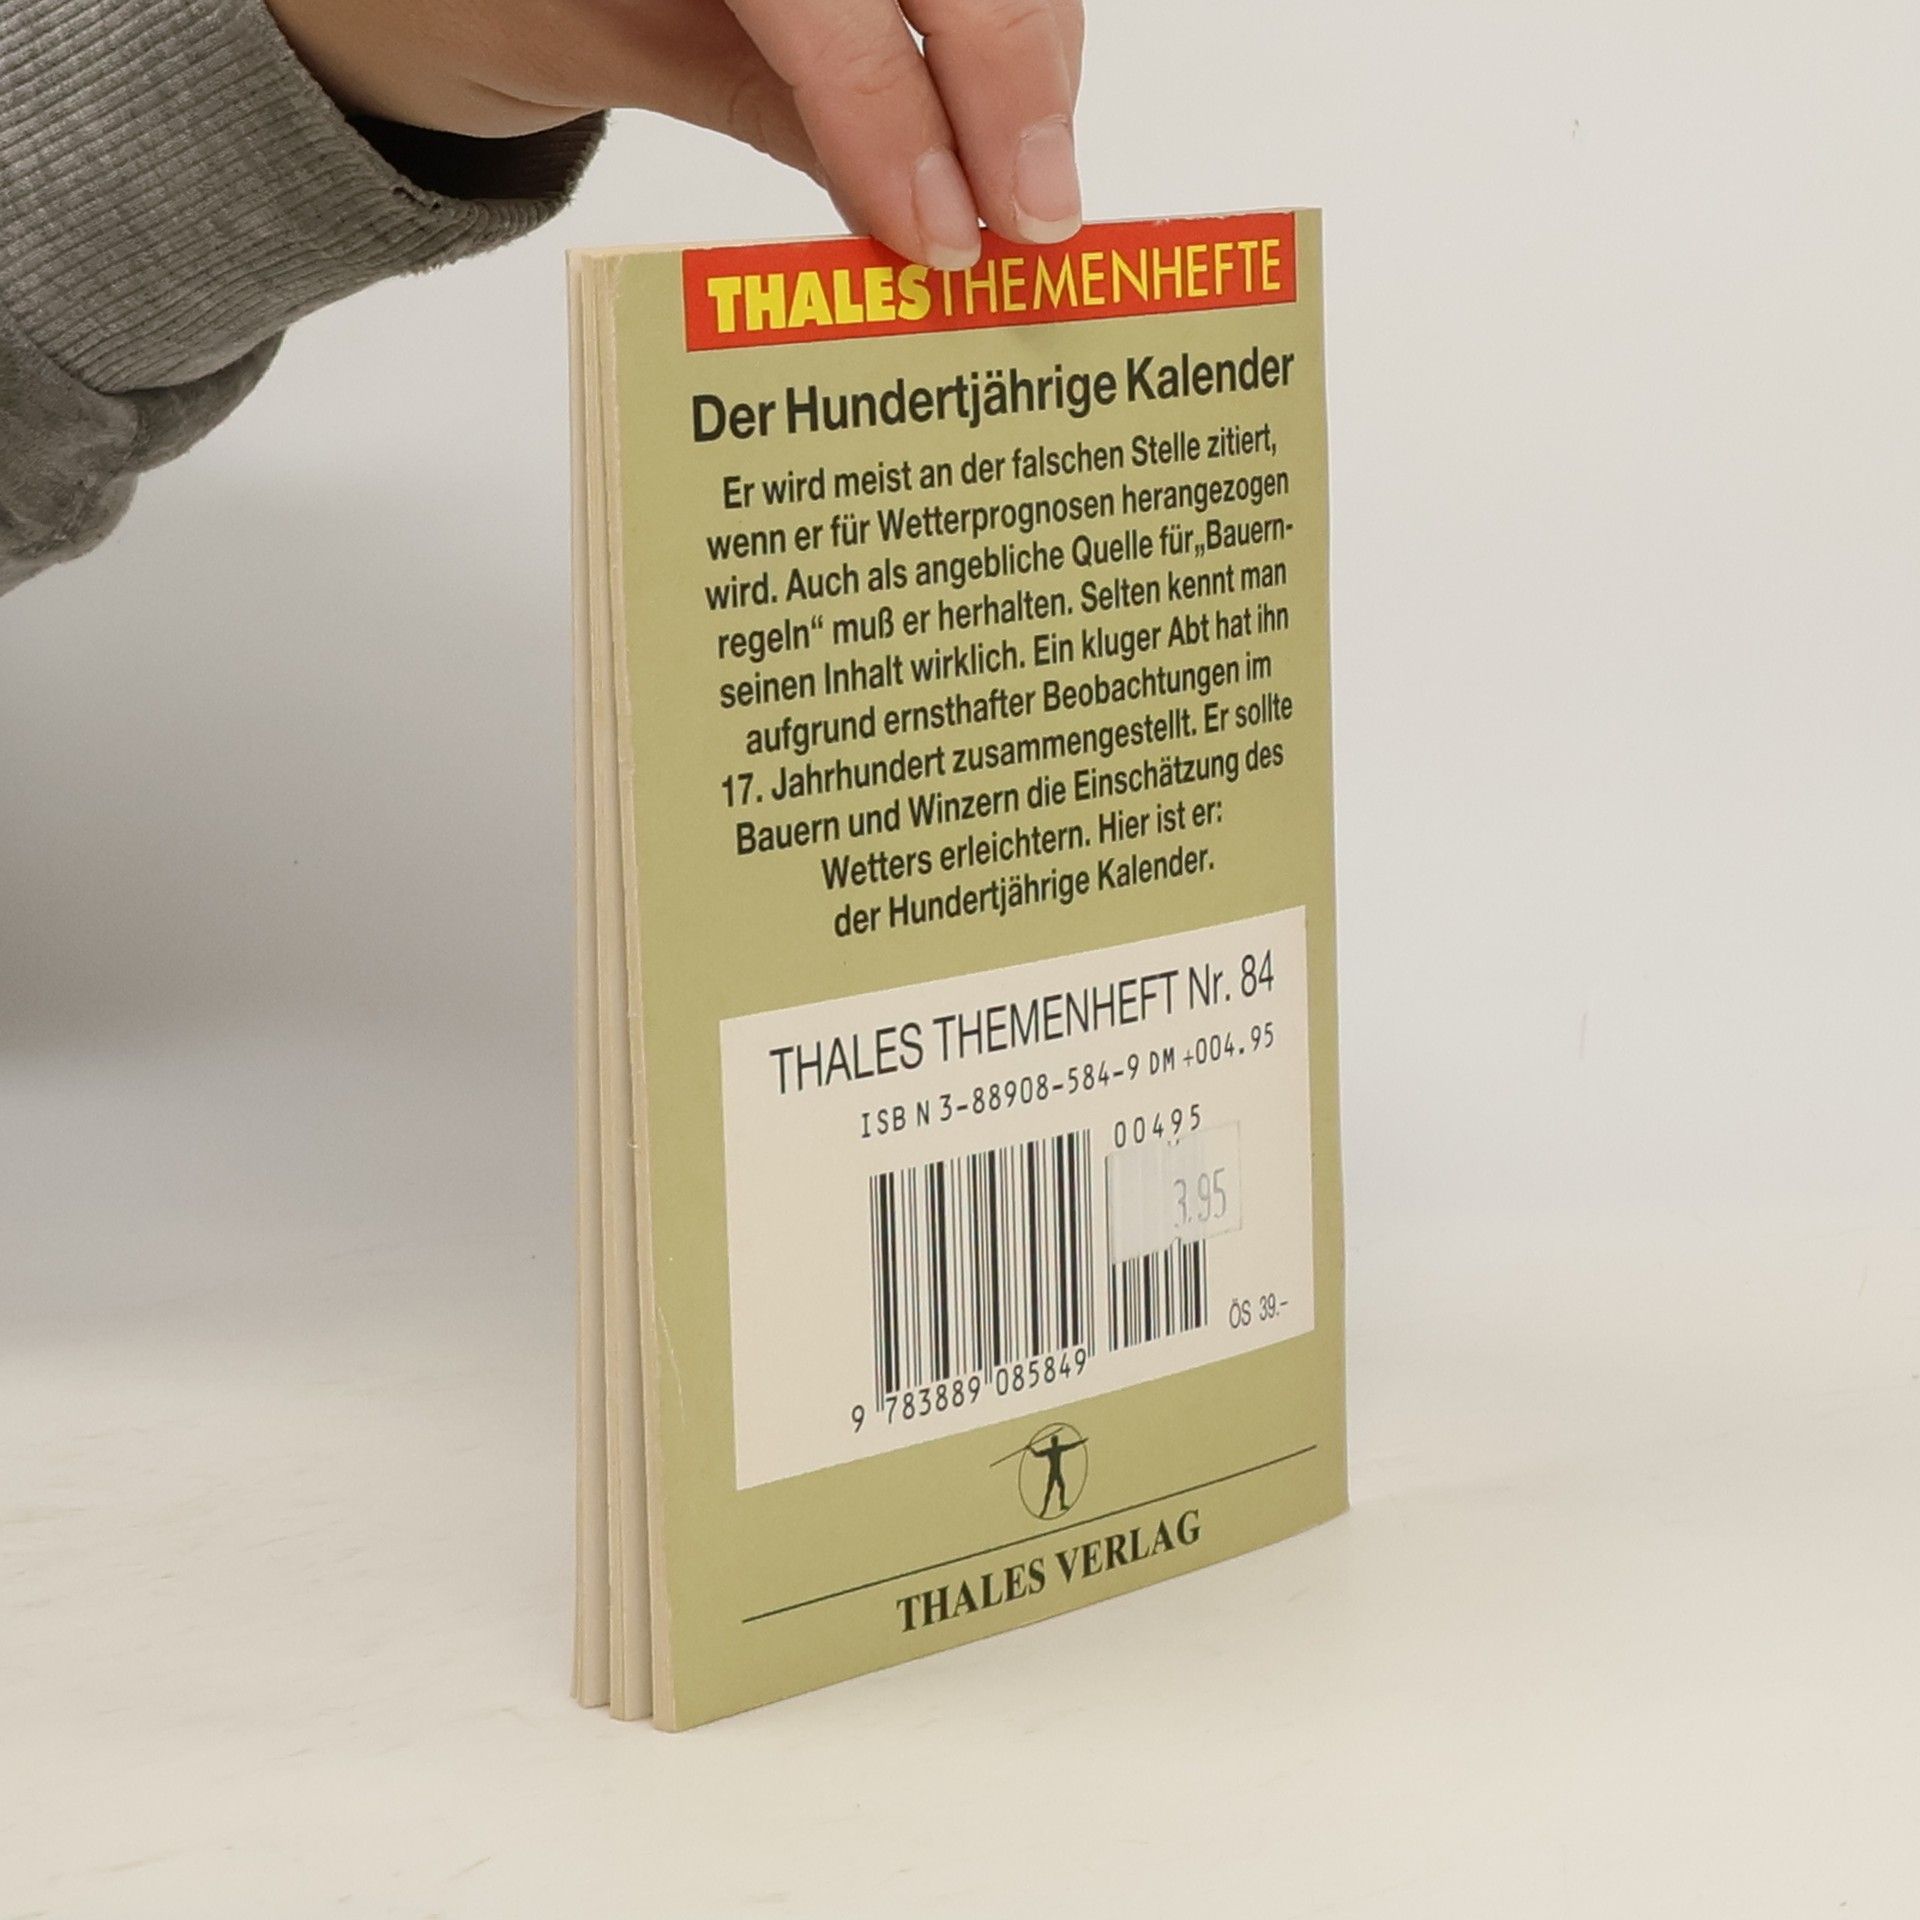 THALES THEMENHEFTE
Der Hundertjährige Kalender
Er wird meist an der falschen Stelle zitiert,
wenn er für Wetterprognosen herangezogen
wird. Auch als angebliche Quelle für „Bauern-
regeln“ muß er herhalten. Selten kennt man
seinen Inhalt wirklich. Ein kluger Abt hat ihn
aufgrund ernsthafter Beobachtungen im
17. Jahrhundert zusammengestellt. Er sollte
Bauern und Winzern die Einschätzung des
Wetters erleichtern. Hier ist er:
der Hundertjährige Kalender.
THALES THEMENHEFT Nr. 84
ISBN 3-88908-584-9 DM +004.95
00495
3.95
ÖS 39.-
9 783889 085849
THALES VERLAG